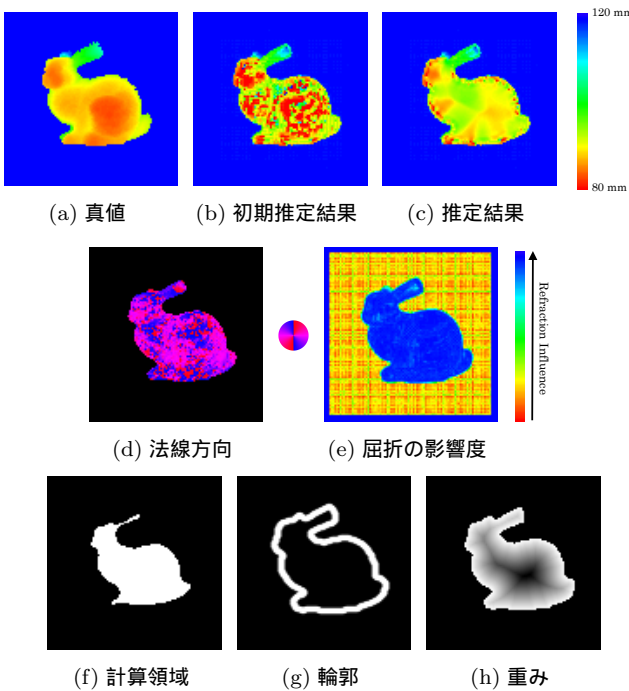 120 mm
80 mm
(a) 真値
(b) 初期推定結果
(c) 推定結果
Refraction Influence
(d) 法線方向
(e) 屈折の影響度
(f) 計算領域
(g) 輪郭
(h) 重み